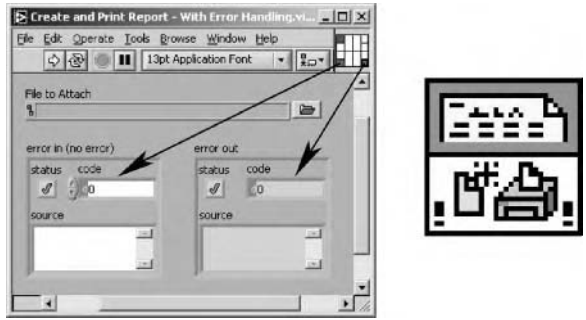 Create and Print Report - With Error Handling.vi...
File Edit Operate Tools Browse Window Help
13pt Application Font
File to Attach
error in (no error)
error out
status code
status code
0
0
source
source